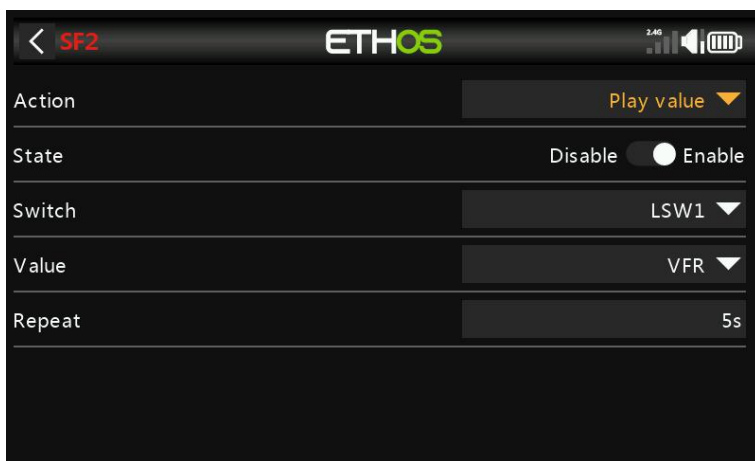 SF2 ETHOS 2.4G
Action Play value
State Disable Enable
Switch LSW1
Value VFR
Repeat 5s